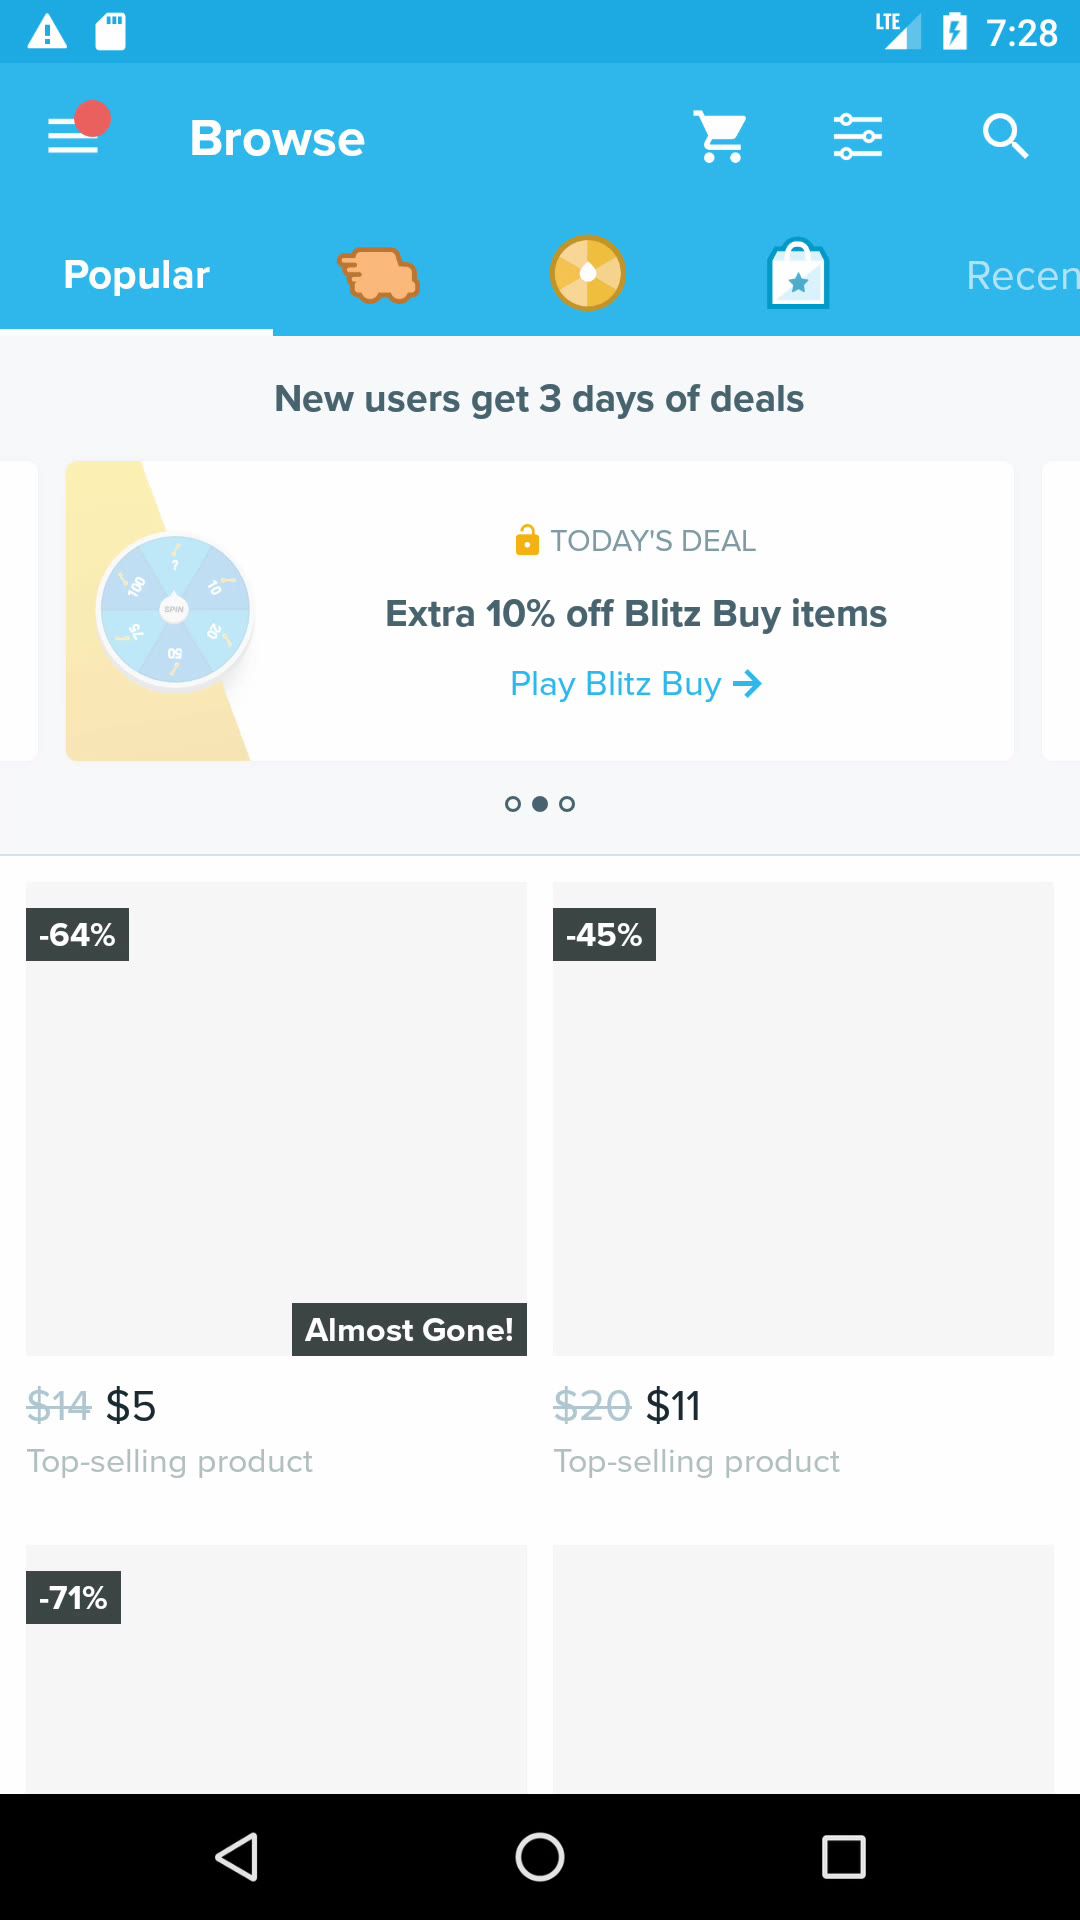 LTE 7:28
Browse
Popular
Recen
New users get 3 days of deals
TODAY'S DEAL
Extra 10% off Blitz Buy items
Play Blitz Buy
?
100
10
SPIN
75
20
50
-64%
-45%
Almost Gone!
$14 $5
$20 $11
Top-selling product
Top-selling product
-71%